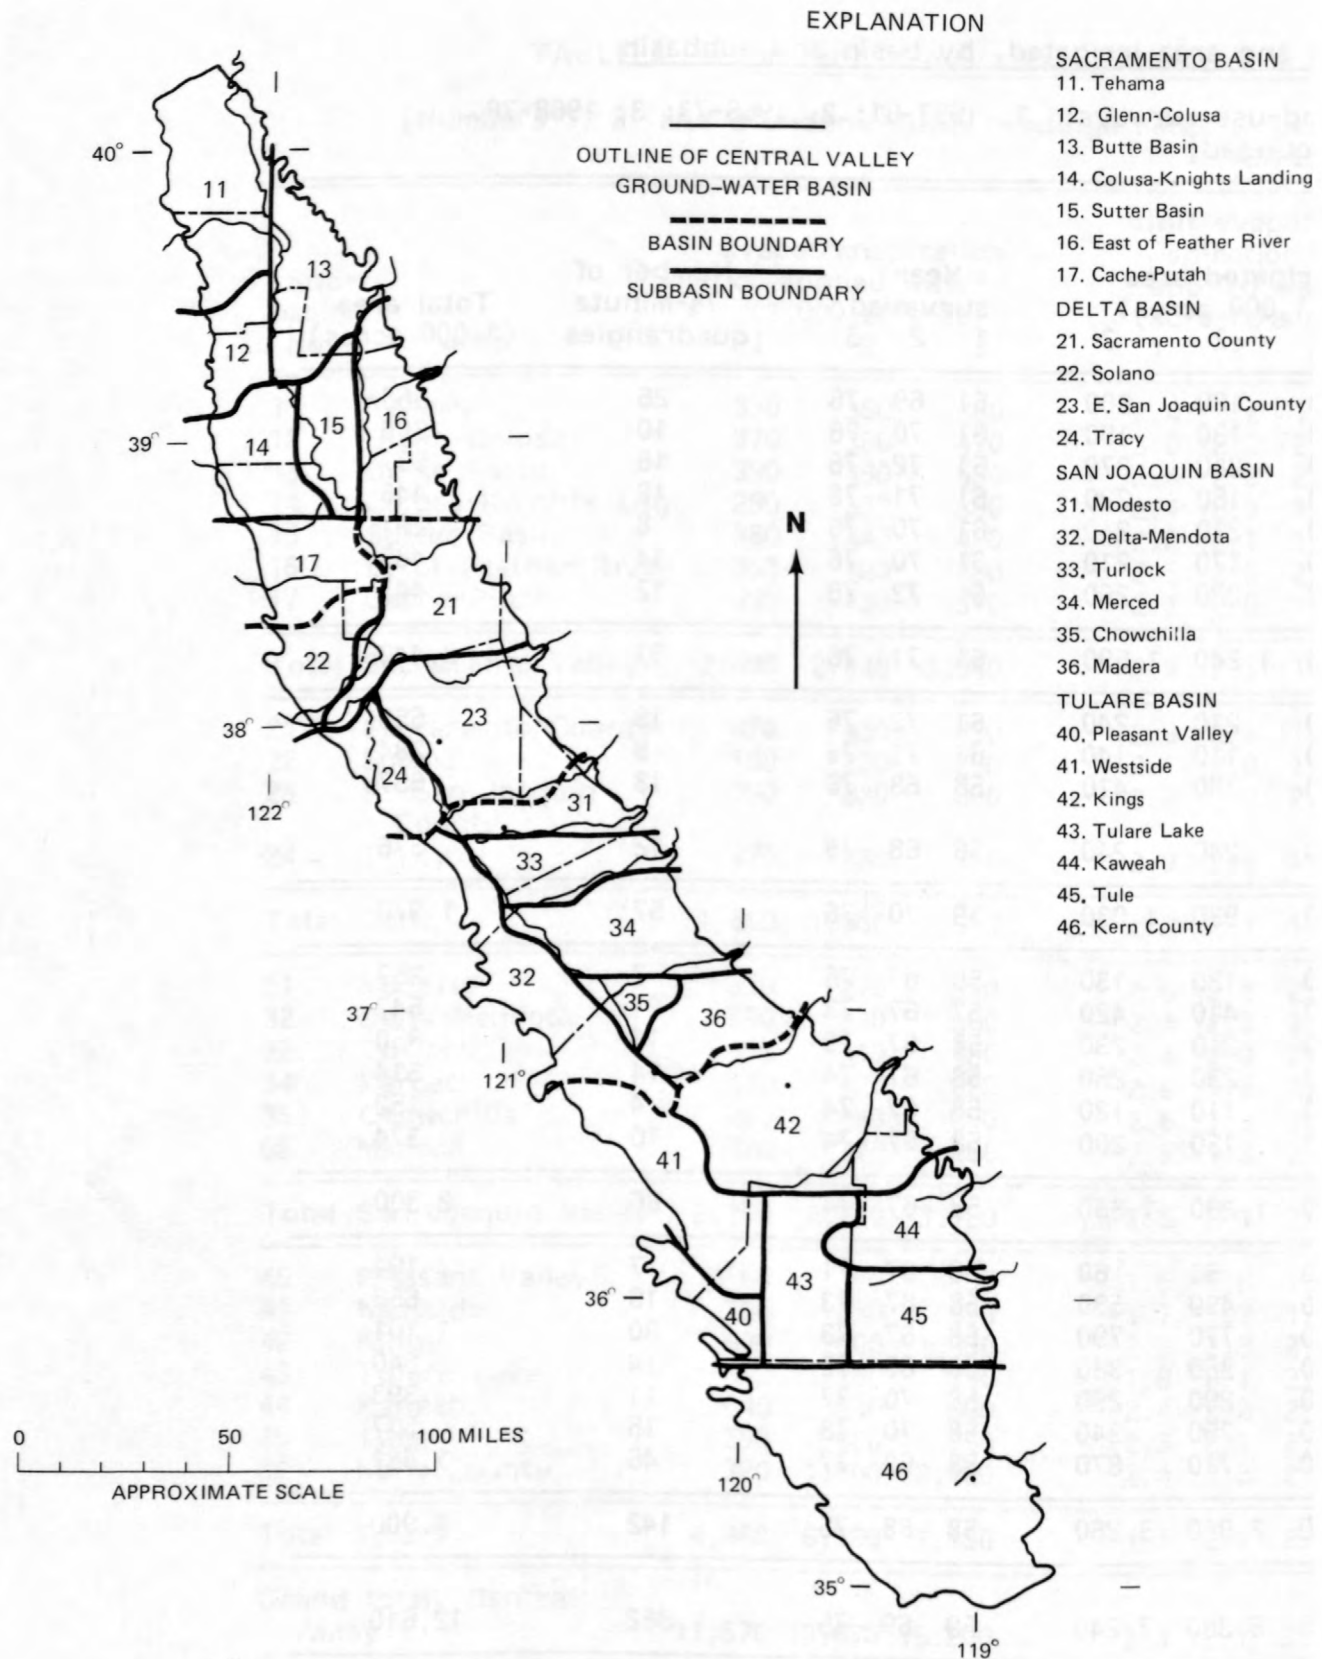 EXPLANATION
OUTLINE OF CENTRAL VALLEY
GROUND-WATER BASIN
BASIN BOUNDARY
SUBBASIN BOUNDARY
SACRAMENTO BASIN
11. Tehama
12. Glenn-Colusa
13. Butte Basin
14. Colusa-Knights Landing
15. Sutter Basin
16. East of Feather River
17. Cache-Putah
DELTA BASIN
21. Sacramento County
22. Solano
23. E. San Joaquin County
24. Tracy
SAN JOAQUIN BASIN
31. Modesto
32. Delta-Mendota
33. Turlock
34. Merced
35. Chowchilla
36. Madera
TULARE BASIN
40. Pleasant Valley
41. Westside
42. Kings
43. Tulare Lake
44. Kaweah
45. Tule
46. Kern County
40°
11
13
12
39°
15
16
14
17
N
21
22
38°
23
24
122°
31
33
34
32
35
36
37°
121°
42
41
44
43
36°
40
45
0 50 100 MILES
APPROXIMATE SCALE
120°
46
35°
119°